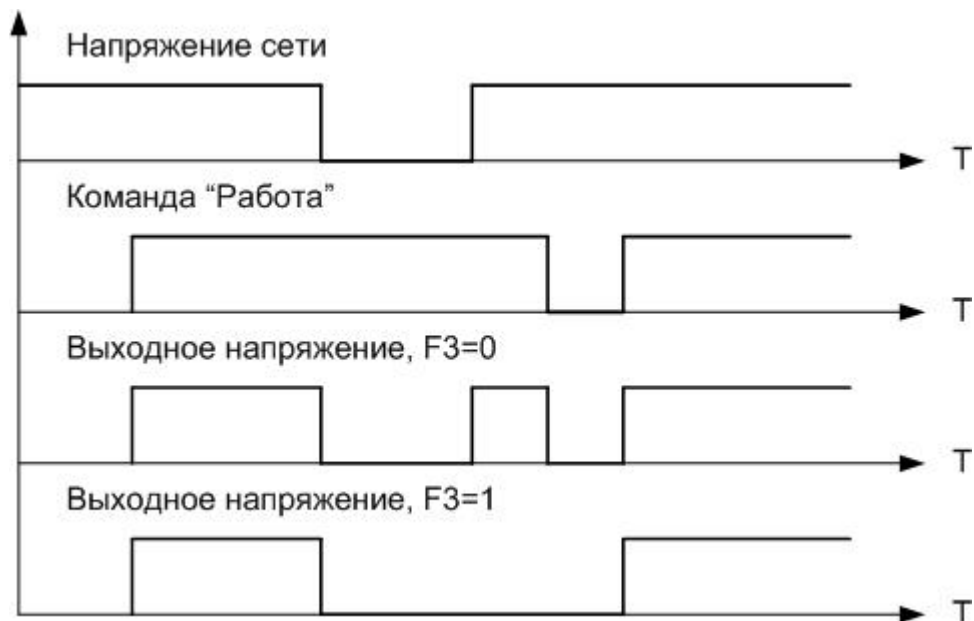 Напряжение сети
T
Команда “Работа”
T
Выходное напряжение, F3=0
T
Выходное напряжение, F3=1
T